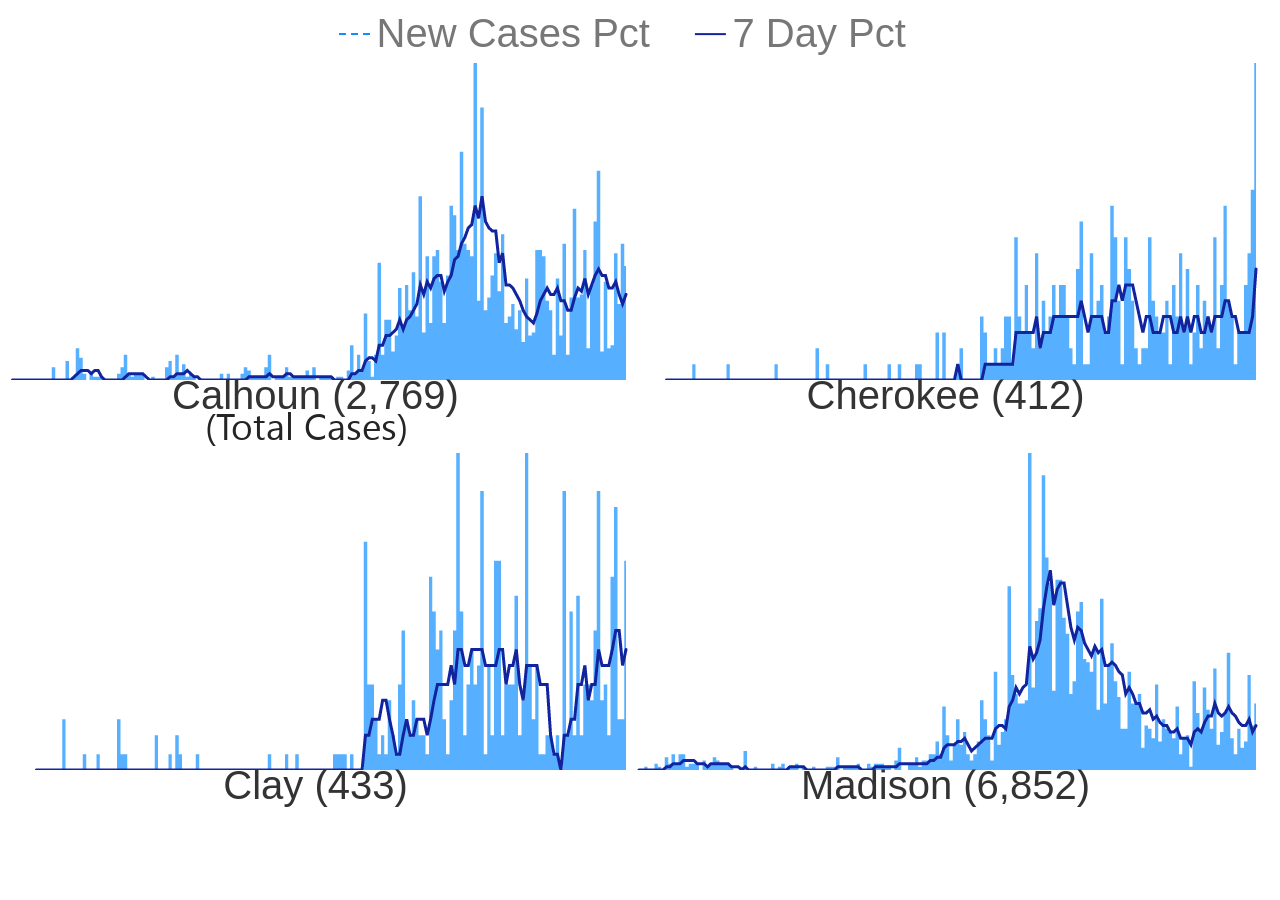 New Cases Pct 7 Day Pct
Calhoun (2,769)
(Total Cases)
Cherokee (412)
Clay (433)
Madison (6,852)